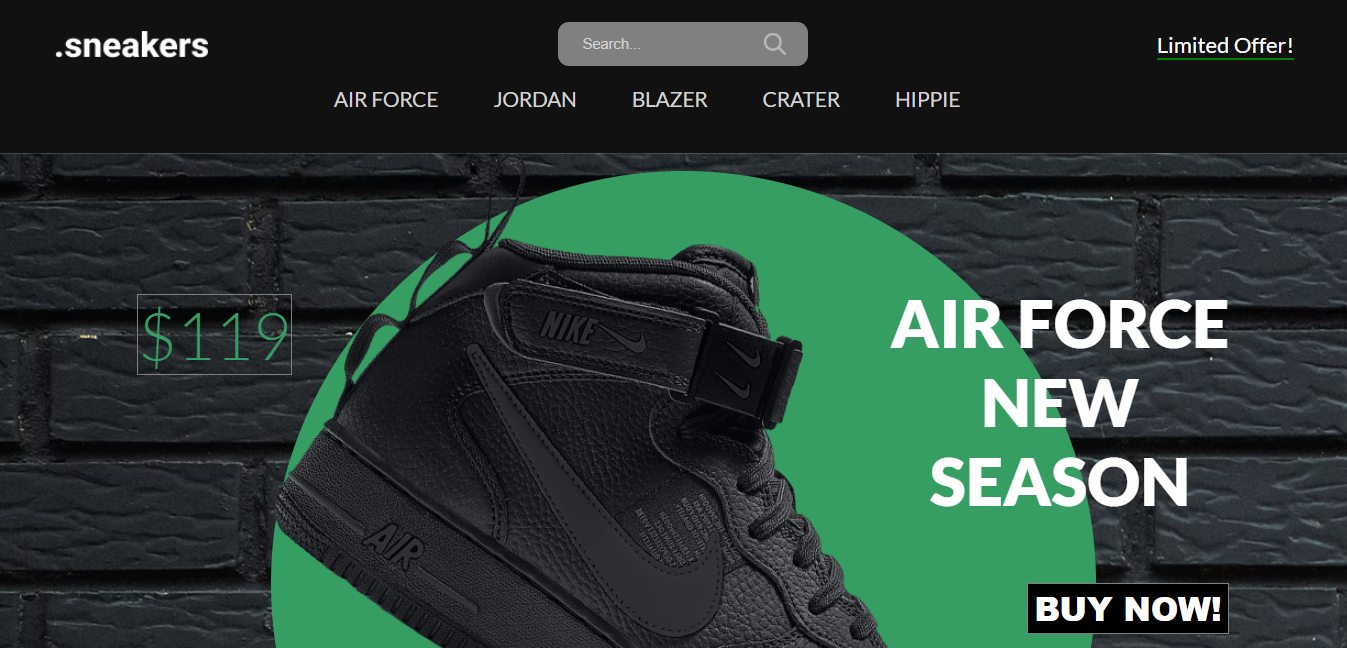 .sneakers
Search...
Limited Offer!
AIR FORCE JORDAN BLAZER CRATER HIPPIE
$119
NIKE
AIR
AIR FORCE
NEW
SEASON
BUY NOW!